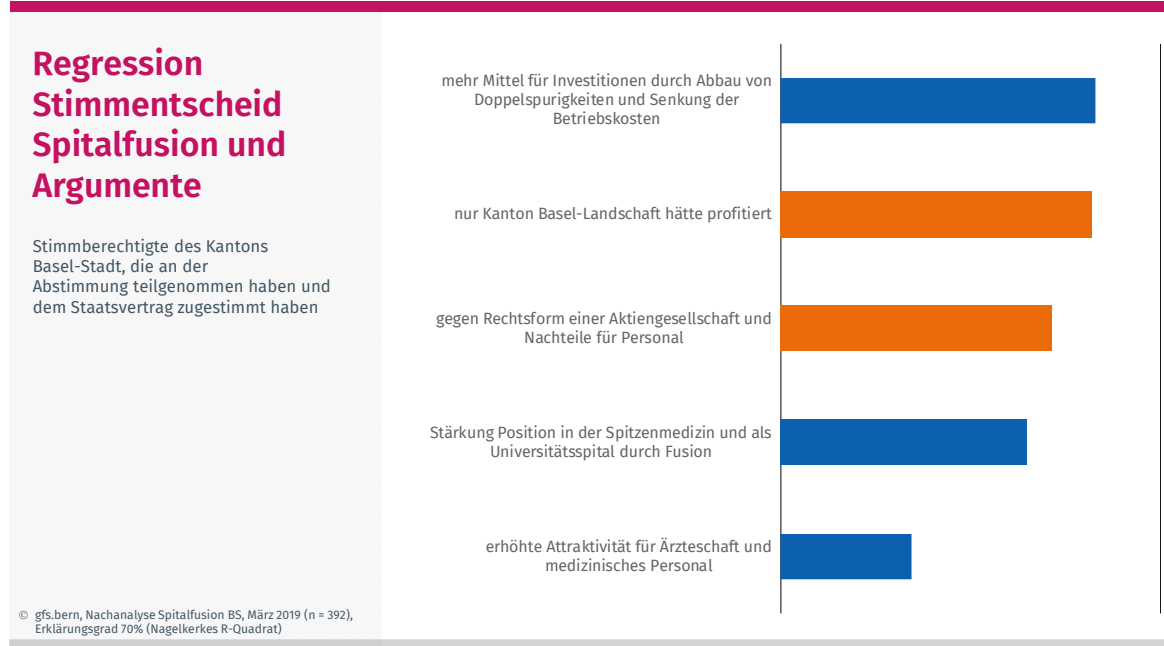 Regression
Stimmentscheid
Spitalfusion und
Argumente
Stimmberechtigte des Kantons
Basel-Stadt, die an der
Abstimmung teilgenommen haben und
dem Staatsvertrag zugestimmt haben
© gfs.bern, Nachanalyse Spitalfusion BS, März 2019 (n = 392),
Erklärungsgrad 70% (Nagelkerkes R-Quadrat)
mehr Mittel für Investitionen durch Abbau von
Doppelspurigkeiten und Senkung der
Betriebskosten
nur Kanton Basel-Landschaft hätte profitiert
gegen Rechtsform einer Aktiengesellschaft und
Nachteile für Personal
Stärkung Position in der Spitzenmedizin und als
Universitätsspital durch Fusion
erhöhte Attraktivität für Ärzteschaft und
medizinisches Personal